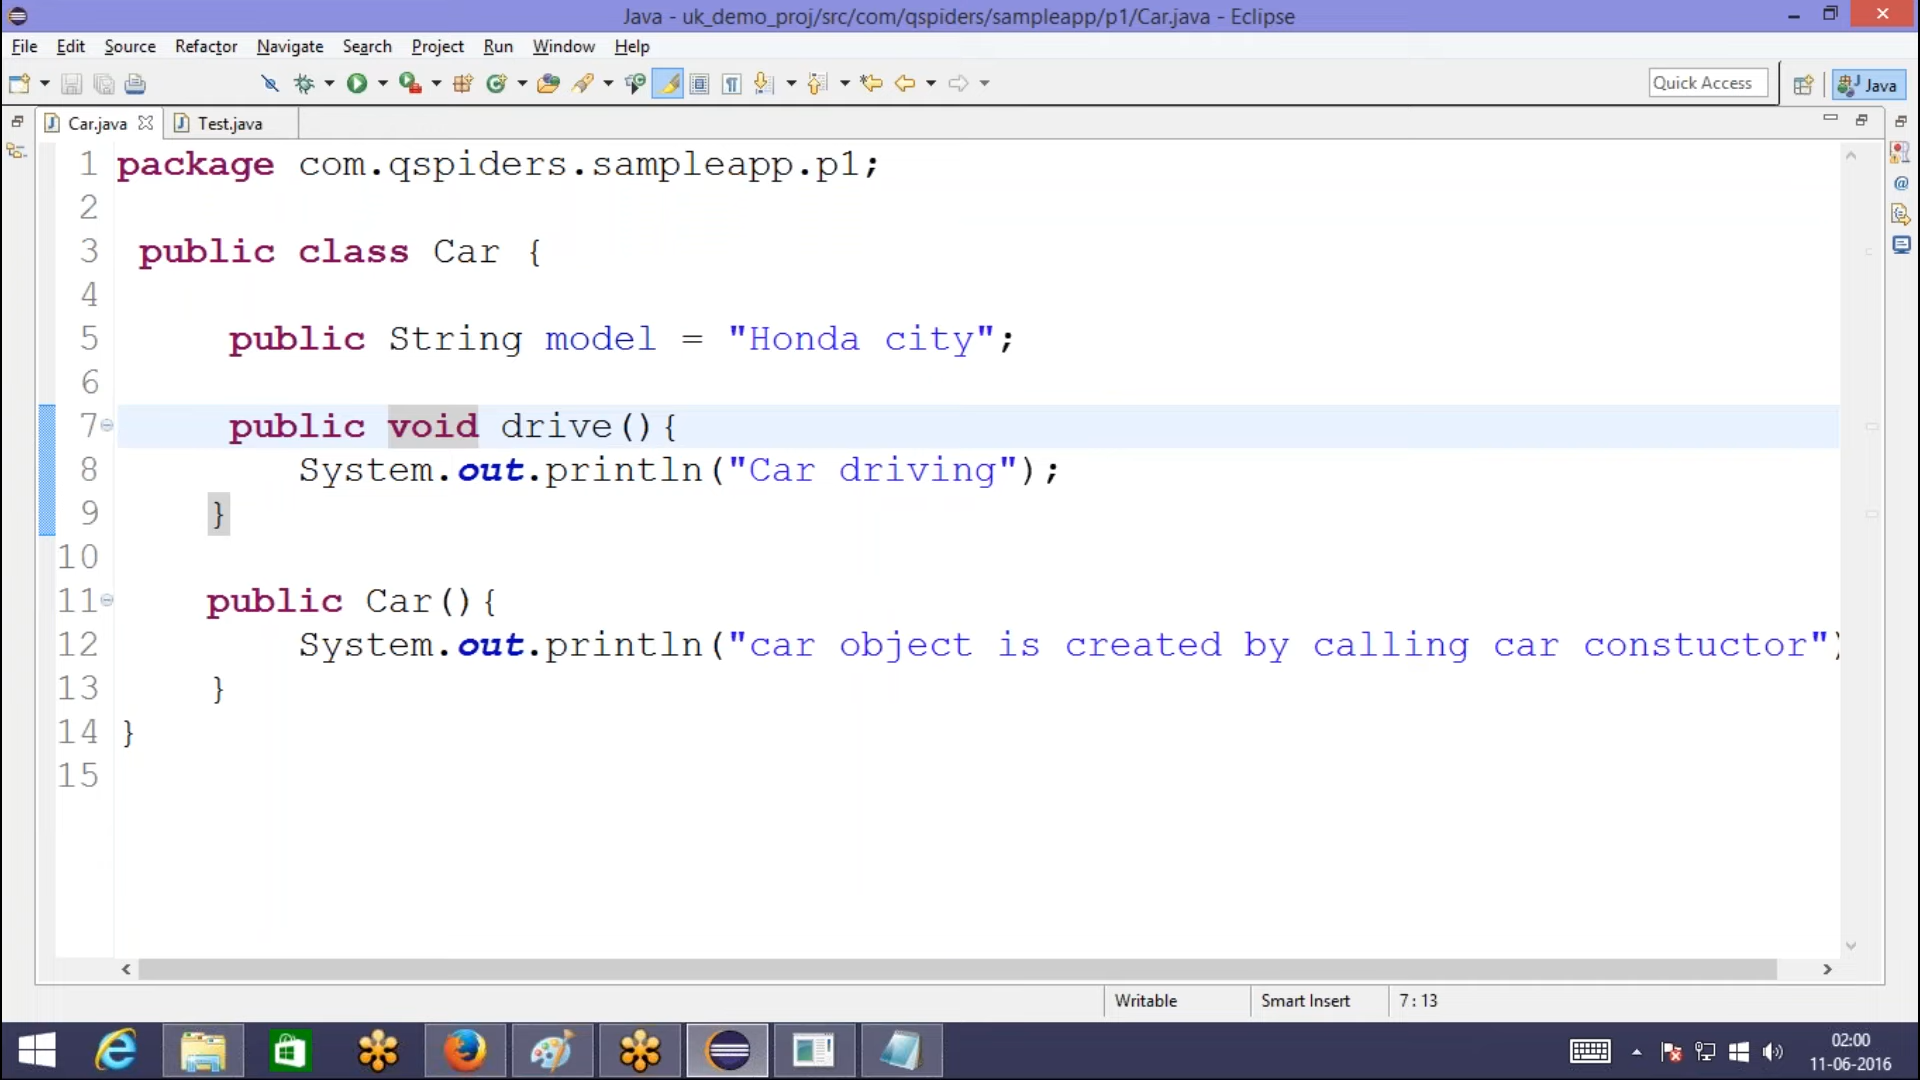 Java - uk_demo_proj/src/com/qspiders/sampleapp/p1/Car.java - Eclipse
File Edit Source Refactor Navigate Search Project Run Window Help
Quick Access
Java
Car.java
Test.java
1 package com.qspiders.sampleapp.p1;
2
3 public class Car {
4
5 public String model = "Honda city";
6
7 public void drive(){
8 System.out.println("Car driving");
9 }
10
11 public Car(){
12 System.out.println("car object is created by calling car constuctor")
13 }
14 }
15
Writable
Smart Insert
7 : 13
02:00
11-06-2016